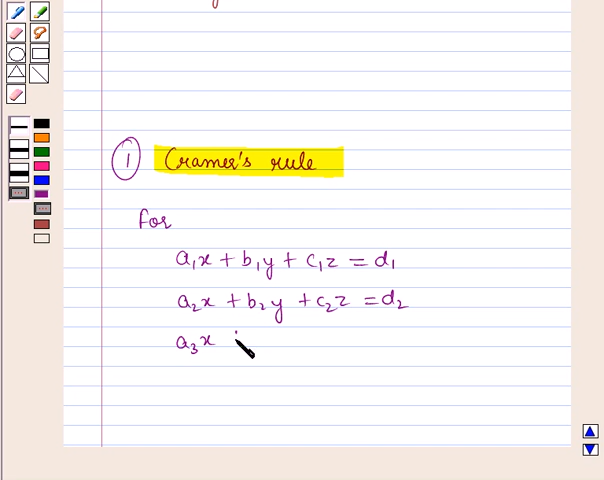 ① Cramer's rule
for
a₁x + b₁y + c₁z = d₁
a₂x + b₂y + c₂z = d₂
a₃x